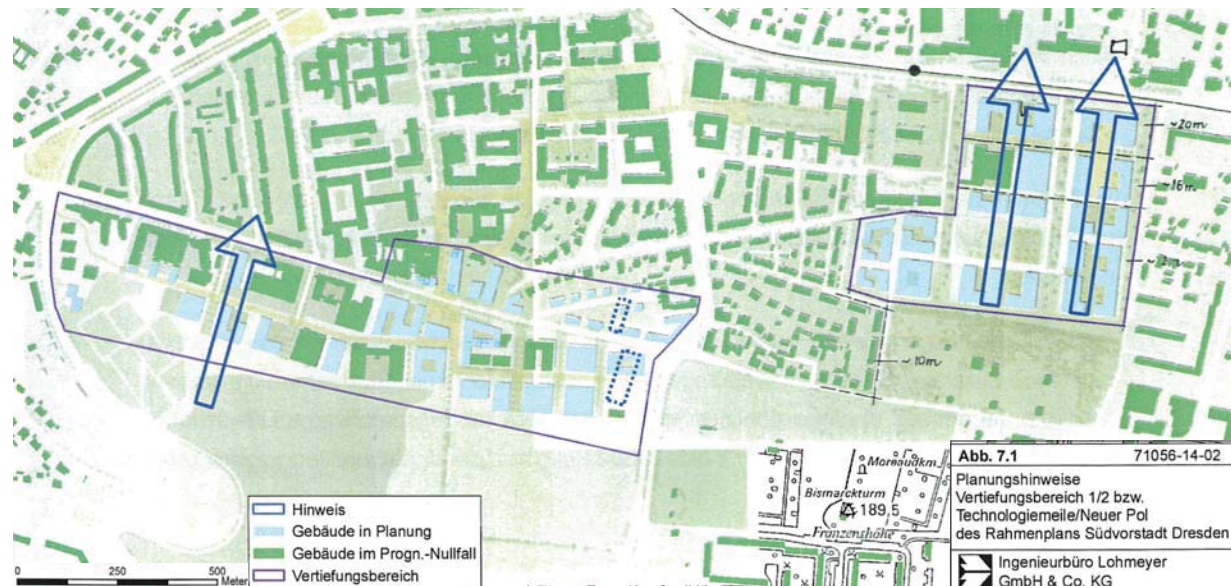 ~20m
~16m
~10m
Moreaudkm.
Bismarckturm
189,5
Franzenshöhe
Hinweis
Gebäude in Planung
Gebäude im Progn.-Nullfall
Vertiefungsbereich
0 250 500 Meter
Abb. 7.1 71056-14-02
Planungshinweise
Vertiefungsbereich 1/2 bzw.
Technologiemeile/Neuer Pol
des Rahmenplans Südvorstadt Dresden
Ingenieurbüro Lohmeyer
GmbH & Co. KG